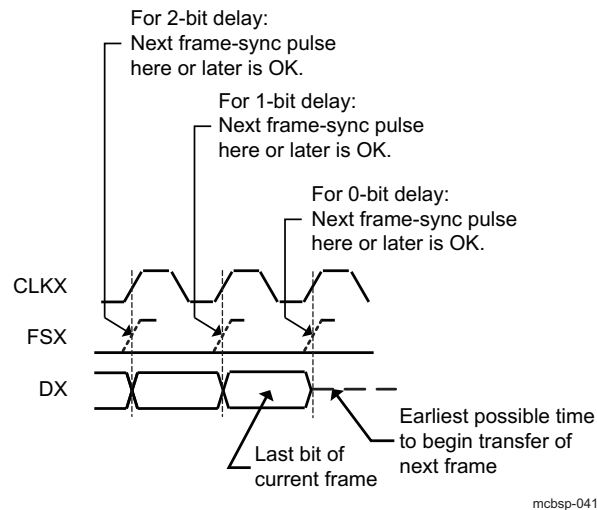 For 2-bit delay:
Next frame-sync pulse
here or later is OK.
For 1-bit delay:
Next frame-sync pulse
here or later is OK.
For 0-bit delay:
Next frame-sync pulse
here or later is OK.
CLKX
FSX
DX
Last bit of
current frame
Earliest possible time
to begin transfer of
next frame
mcbsp-041